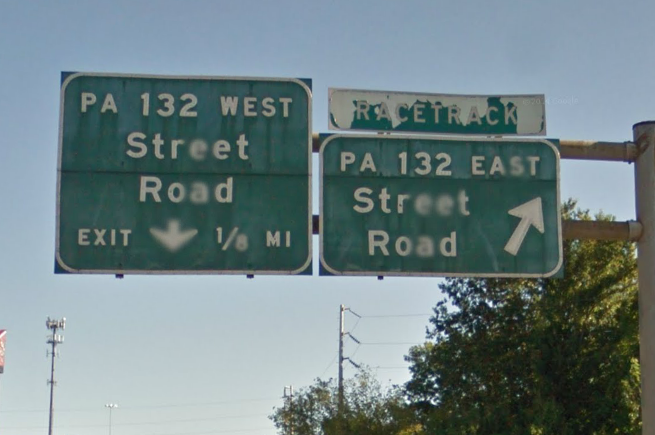 PA 132 WEST
Street
Road
EXIT 1/8 MI
RACETRACK
PA 132 EAST
Street
Road